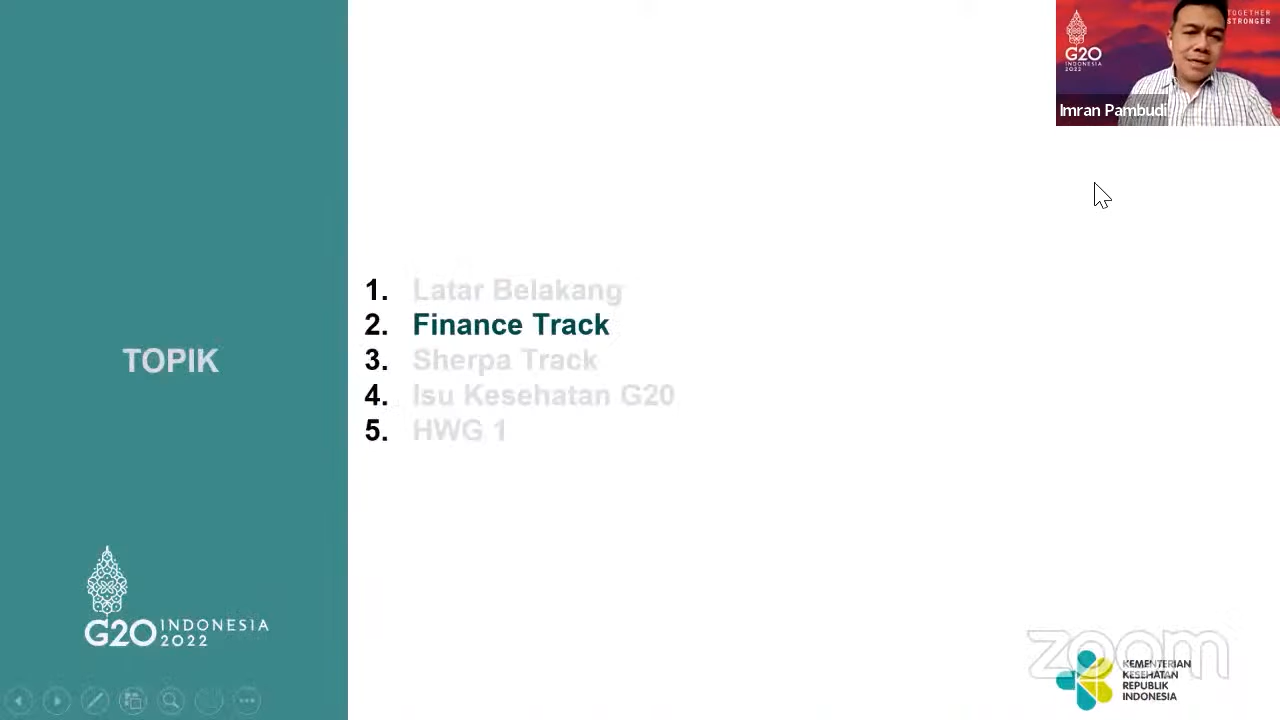 TOGETHER
STRONGER
G20
INDONESIA
2022
Imran Pambudi
TOPIK
1. Latar Belakang
2. Finance Track
3. Sherpa Track
4. Isu Kesehatan G20
5. HWG 1
G20 INDONESIA
2022
zoom
KEMENTERIAN
KESEHATAN
REPUBLIK
INDONESIA